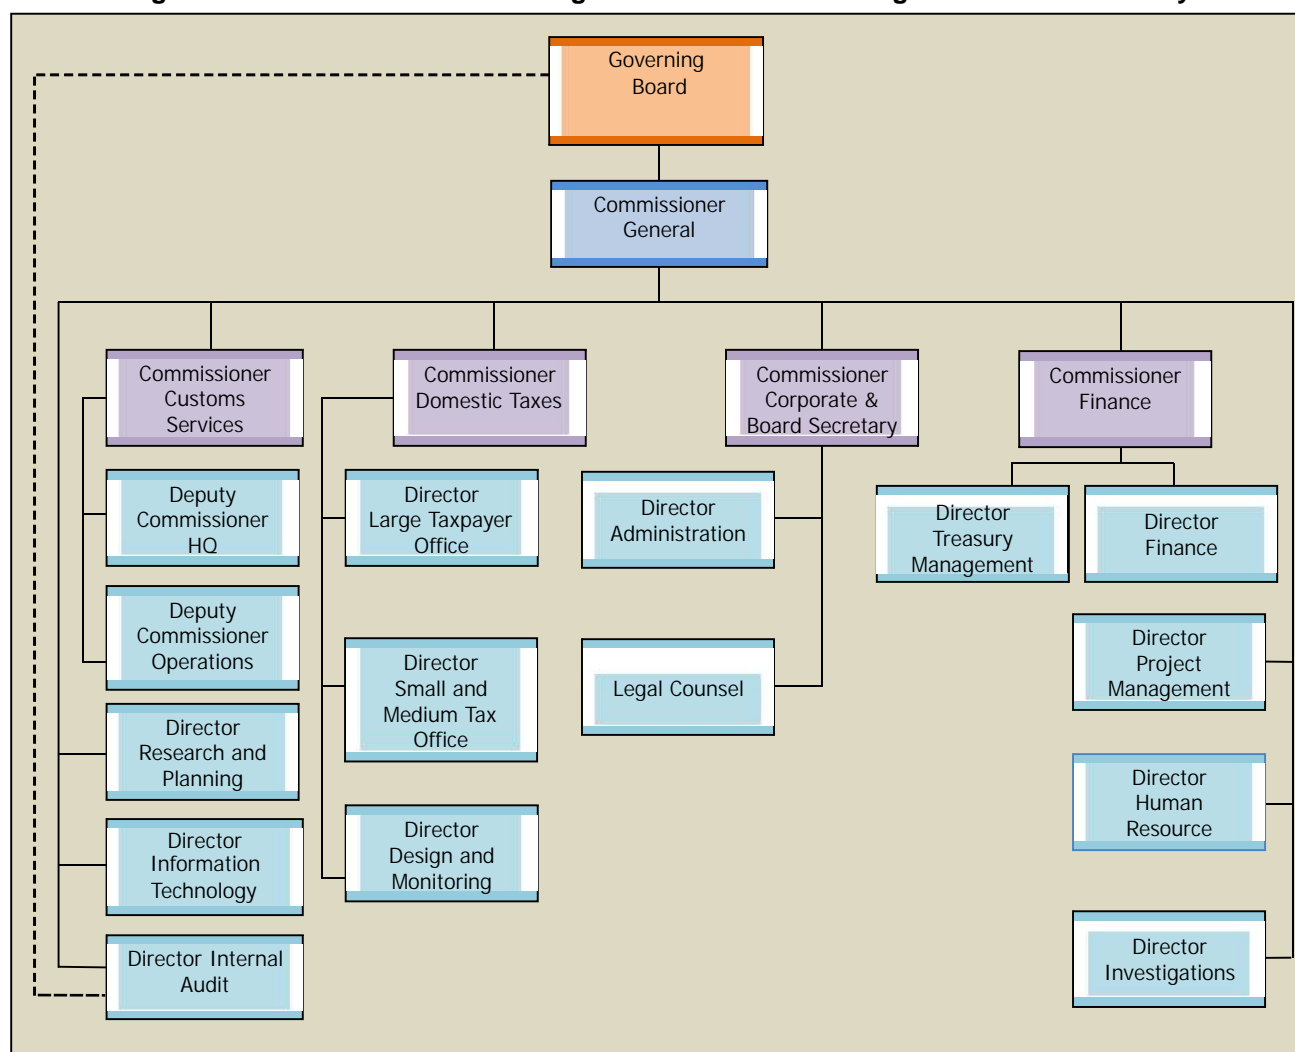 Governing
Board
Commissioner
General
Commissioner
Customs
Services
Commissioner
Domestic Taxes
Commissioner
Corporate &
Board Secretary
Commissioner
Finance
Deputy
Commissioner
HQ
Director
Large Taxpayer
Office
Director
Administration
Director
Treasury
Management
Director
Finance
Deputy
Commissioner
Operations
Director
Small and
Medium Tax
Office
Legal Counsel
Director
Project
Management
Director
Research and
Planning
Director
Human
Resource
Director
Information
Technology
Director
Design and
Monitoring
Director Internal
Audit
Director
Investigations